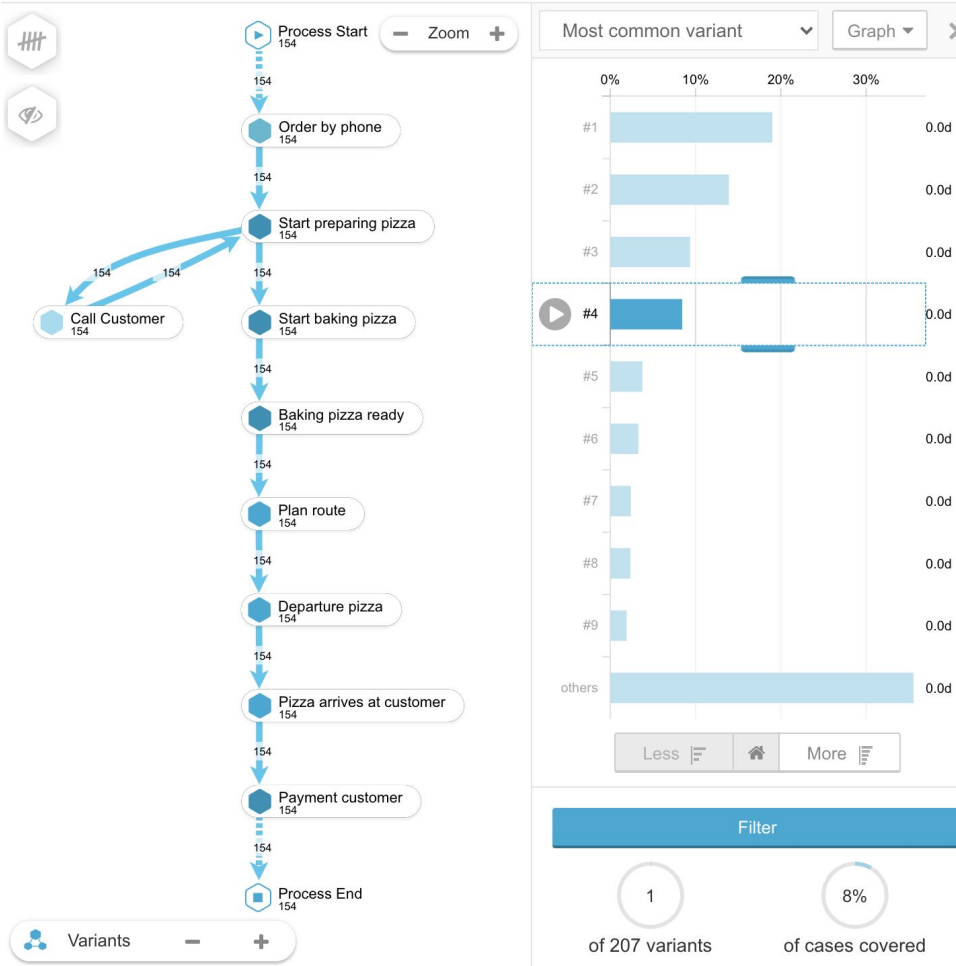 Process Start
154
Zoom
154
Order by phone
154
154
Start preparing pizza
154
154
154
154
Call Customer
154
Start baking pizza
154
154
Baking pizza ready
154
154
Plan route
154
154
Departure pizza
154
154
Pizza arrives at customer
154
154
Payment customer
154
154
Process End
154
Variants
Most common variant
Graph
0% 10% 20% 30%
#1 0.0d
#2 0.0d
#3 0.0d
#4 0.0d
#5 0.0d
#6 0.0d
#7 0.0d
#8 0.0d
#9 0.0d
others 0.0d
Less More
Filter
1 8%
of 207 variants of cases covered